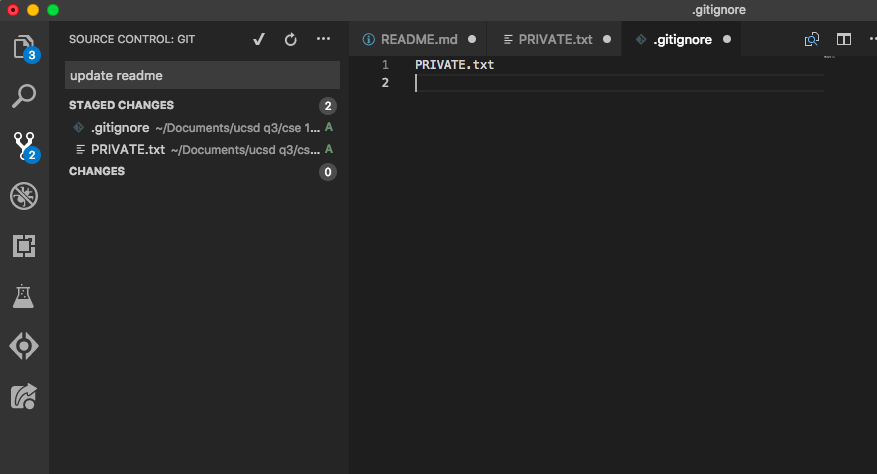 .gitignore
SOURCE CONTROL: GIT
README.md
PRIVATE.txt
.gitignore
3
update readme
STAGED CHANGES 2
.gitignore ~/Documents/ucsd q3/cse 1... A
PRIVATE.txt ~/Documents/ucsd q3/cs... A
CHANGES 0
2
1 PRIVATE.txt
2